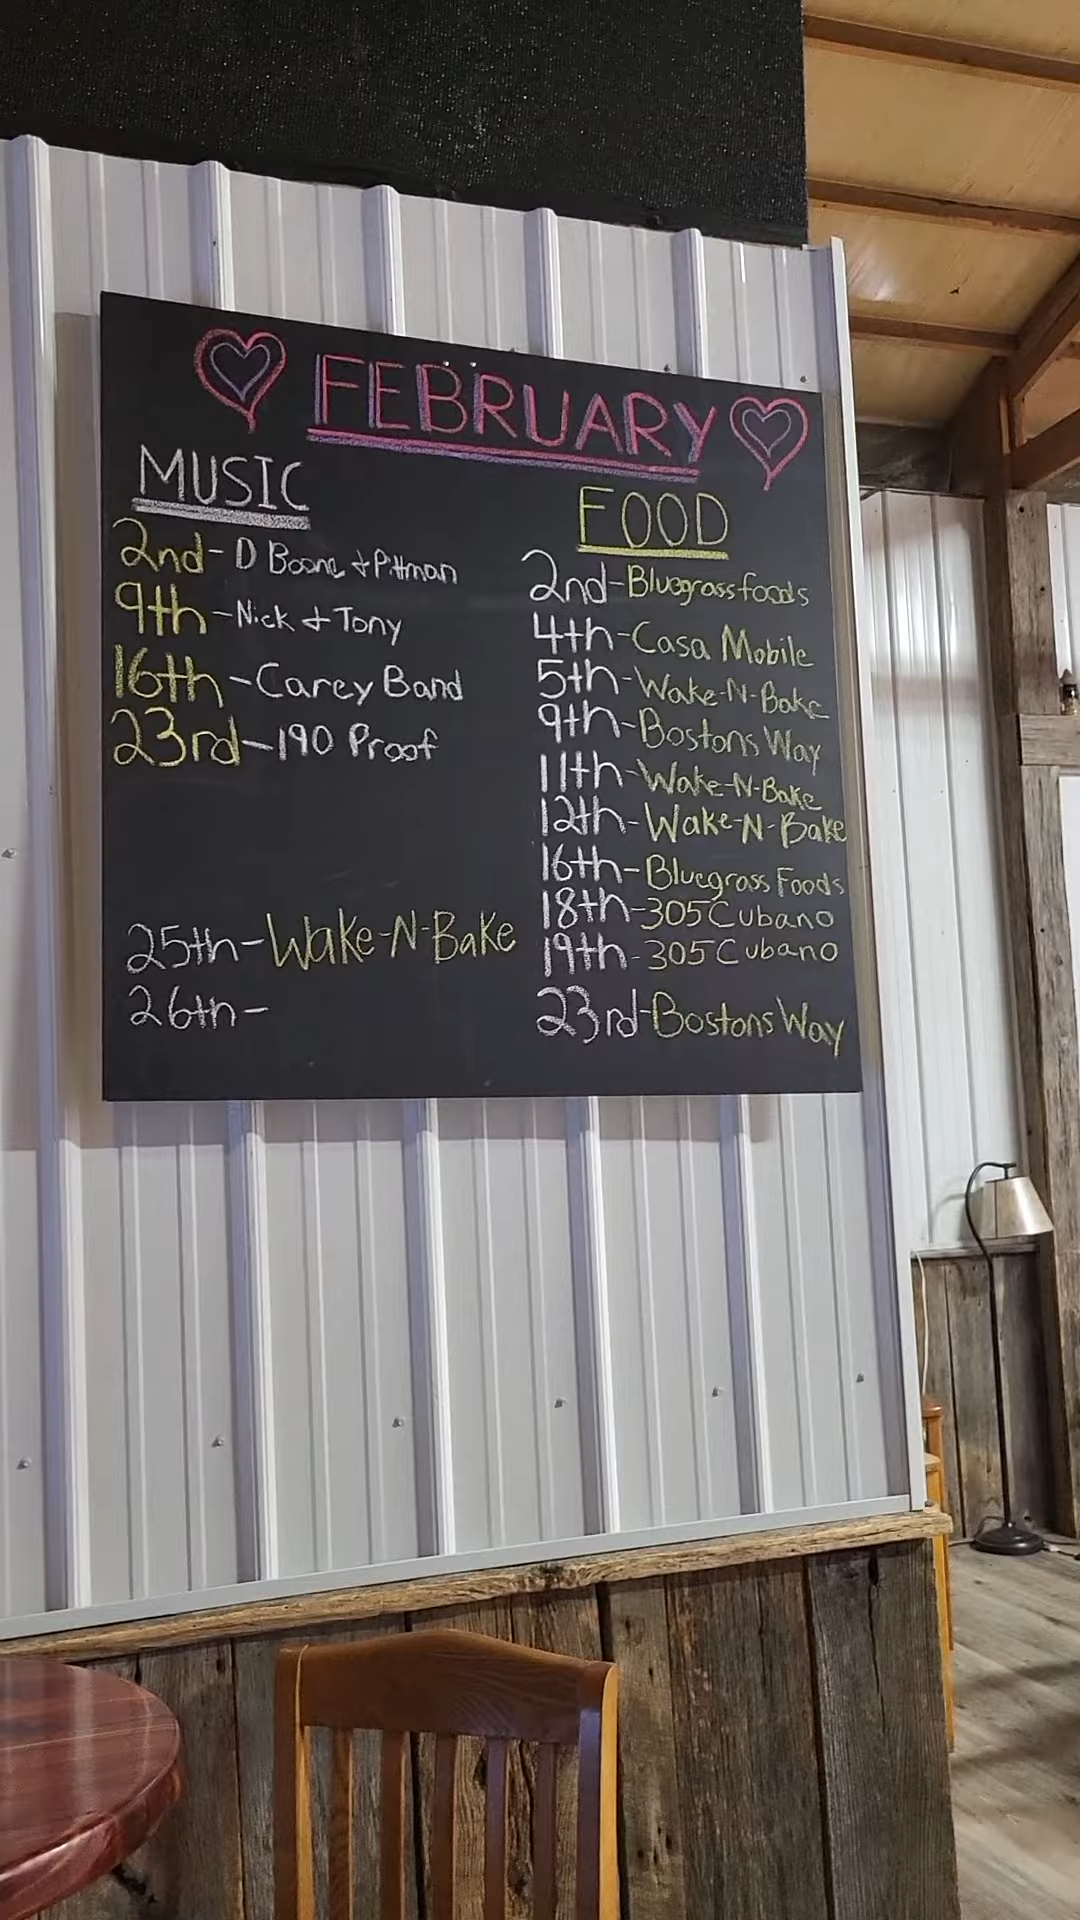 FEBRUARY
MUSIC
2nd- D Boone + Pittman
9th-Nick + Tony
16th-Carey Band
23rd-190 Proof
25th-Wake-N-Bake
26th-
FOOD
2nd-Bluegrassfoods
4th-Casa Mobile
5th-Wake-N-Bake
9th-Bostons Way
11th-Wake-N-Bake
12th-Wake-N-Bake
16th-Bluegrass Foods
18th-305 Cubano
19th-305 Cubano
23rd-Bostons Way